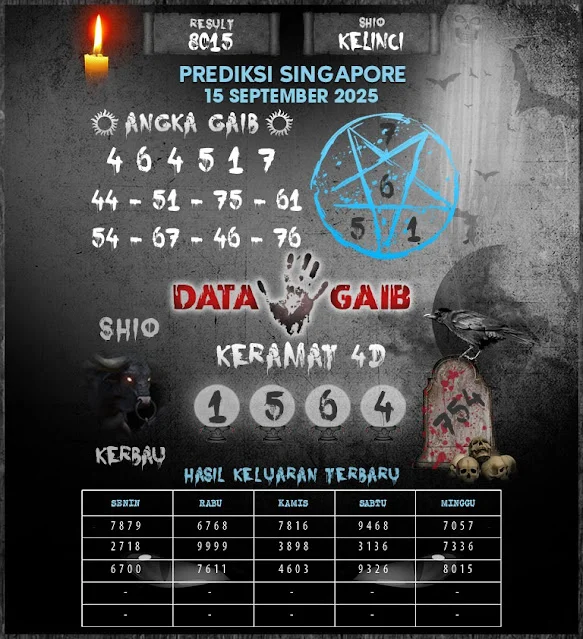 RESULT
8015
SHIO
KELINCI
PREDIKSI SINGAPORE
15 SEPTEMBER 2025
ANGKA GAIB
4 6 4 5 1 7
44 - 51 - 75 - 61
54 - 67 - 46 - 76
7
6
5 1
DATA GAIB
SHIO
KERBAU
KERAMAT 4D
1 5 6 4
754
HASIL KELUARAN TERBARU
SENIN RABU KAMIS SABTU MINGGU
7879 6768 7816 9468 7057
2718 9999 3898 3136 7336
6700 7611 4603 9326 8015
- - - - -
- - - - -